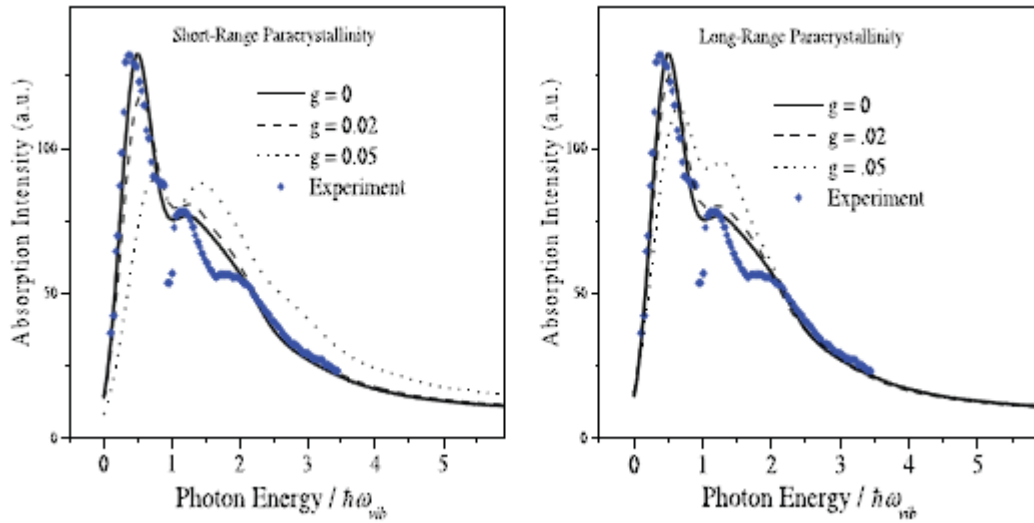 Short-Range Paracrystallinity
g = 0
g = 0.02
g = 0.05
Experiment
Absorption Intensity (a.u.)
100
50
0
0 1 2 3 4 5
Photon Energy / ħω_vib
Long-Range Paracrystallinity
g = 0
g = .02
g = .05
Experiment
Absorption Intensity (a.u.)
100
50
0
0 1 2 3 4 5
Photon Energy / ħω_vib